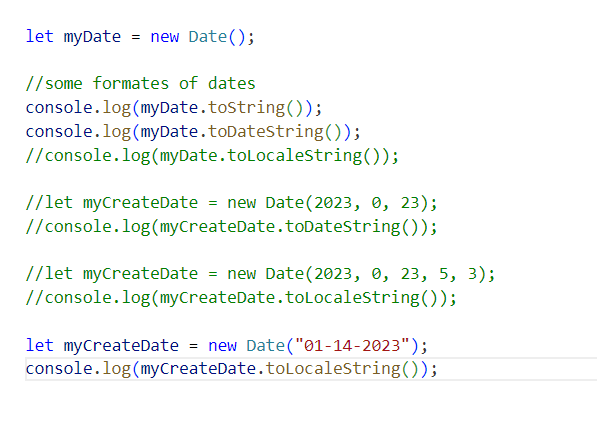 let myDate = new Date();
//some formates of dates
console.log(myDate.toString());
console.log(myDate.toDateString());
//console.log(myDate.toLocaleString());
//let myCreateDate = new Date(2023, 0, 23);
//console.log(myCreateDate.toDateString());
//let myCreateDate = new Date(2023, 0, 23, 5, 3);
//console.log(myCreateDate.toLocaleString());
let myCreateDate = new Date("01-14-2023");
console.log(myCreateDate.toLocaleString());